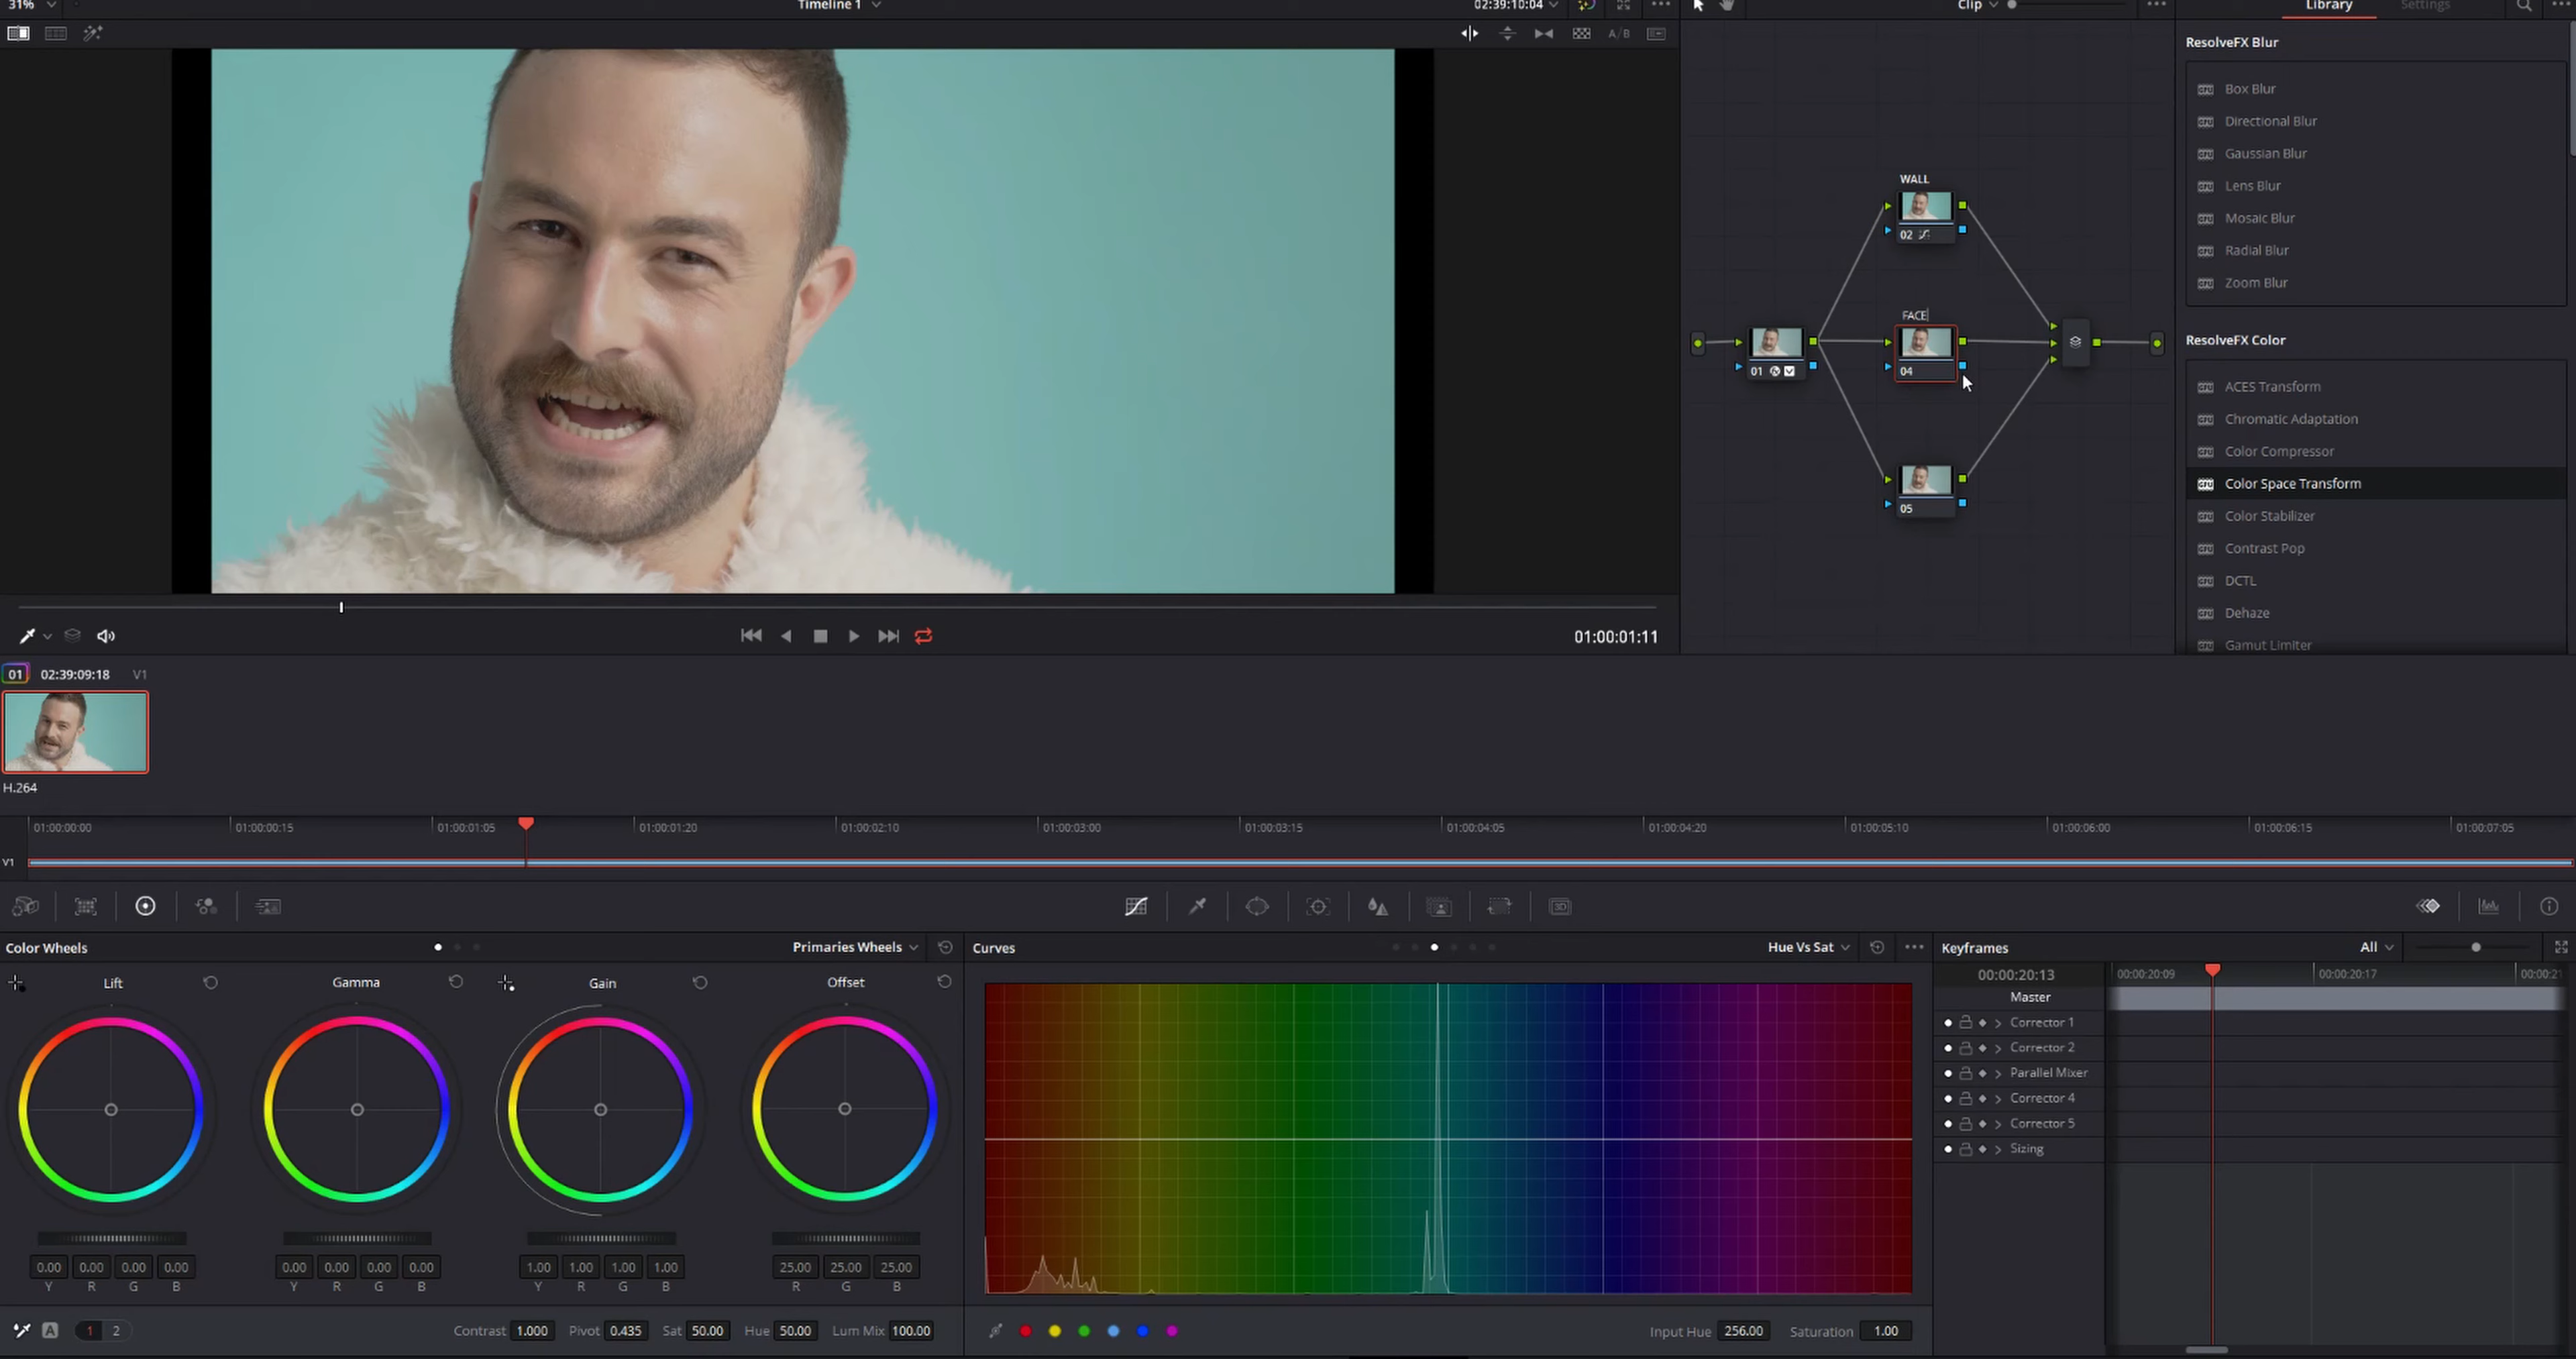 31%
Timeline 1
02:39:10:04
Clip
Library
Settings
A/B
ResolveFX Blur
Box Blur
Directional Blur
Gaussian Blur
Lens Blur
Mosaic Blur
Radial Blur
Zoom Blur
ResolveFX Color
ACES Transform
Chromatic Adaptation
Color Compressor
Color Space Transform
Color Stabilizer
Contrast Pop
DCTL
Dehaze
Gamut Limiter
WALL
02
FACE
01
04
05
01:00:01:11
01 02:39:09:18 V1
H.264
01:00:00:00 01:00:00:15 01:00:01:05 01:00:01:20 01:00:02:10 01:00:03:00 01:00:03:15 01:00:04:05 01:00:04:20 01:00:05:10 01:00:06:00 01:00:06:15 01:00:07:05
V1
3D
Color Wheels
Primaries Wheels
Lift Gamma Gain Offset
0.00 0.00 0.00 0.00 0.00 0.00 0.00 0.00 1.00 1.00 1.00 1.00 25.00 25.00 25.00
Y R G B Y R G B Y R G B R G B
A 1 2 Contrast 1.000 Pivot 0.435 Sat 50.00 Hue 50.00 Lum Mix 100.00
Curves
Hue Vs Sat
Input Hue 256.00 Saturation 1.00
Keyframes
All
00:00:20:13 00:00:20:09 00:00:20:17 00:00:21
Master
Corrector 1
Corrector 2
Parallel Mixer
Corrector 4
Corrector 5
Sizing